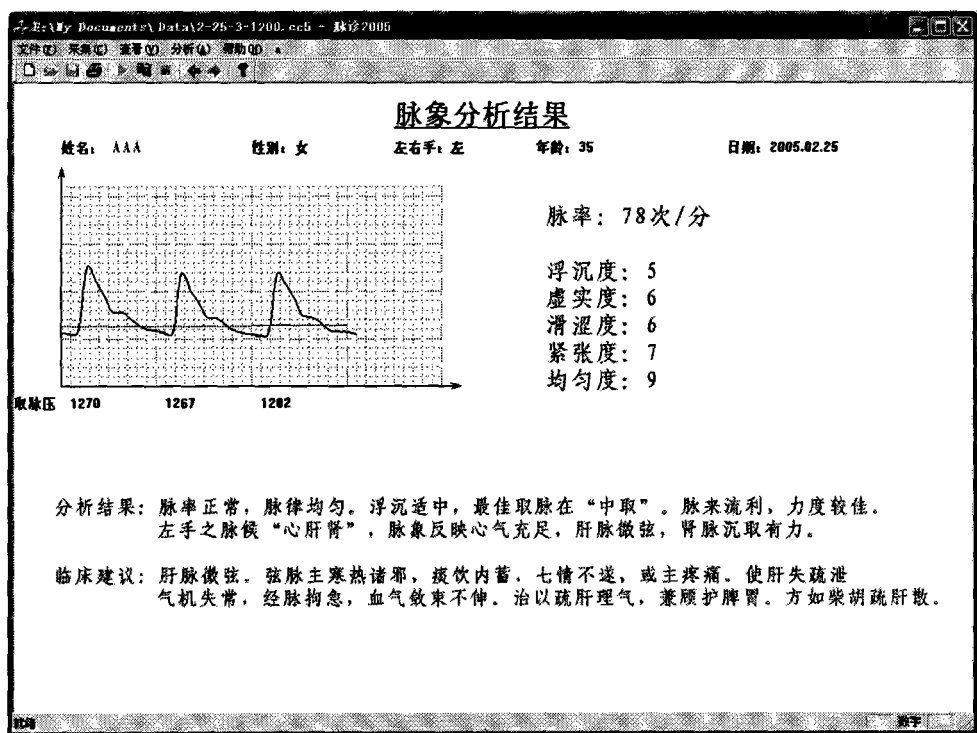 E:\My Documents\Data\2-25-3-1200.cc5 - 脉诊2005
文件(F) 采集(C) 查看(V) 分析(A) 帮助(H)
脉象分析结果
姓名: AAA 性别: 女 左右手: 左 年龄: 35 日期: 2005.02.25
脉率: 78次/分
浮沉度: 5
虚实度: 6
滑涩度: 6
紧张度: 7
均匀度: 9
取脉压 1270 1267 1282
分析结果: 脉率正常, 脉律均匀。浮沉适中, 最佳取脉在“中取”。脉来流利, 力度较佳。
左手之脉候“心肝肾”, 脉象反映心气充足, 肝脉微弦, 肾脉沉取有力。
临床建议: 肝脉微弦。弦脉主寒热诸邪, 痰饮内蓄, 七情不遂, 或主疼痛。使肝失疏泄
气机失常, 经脉拘急, 血气敛束不伸。治以疏肝理气, 兼顾护脾胃。方如柴胡疏肝散。
就绪 数字